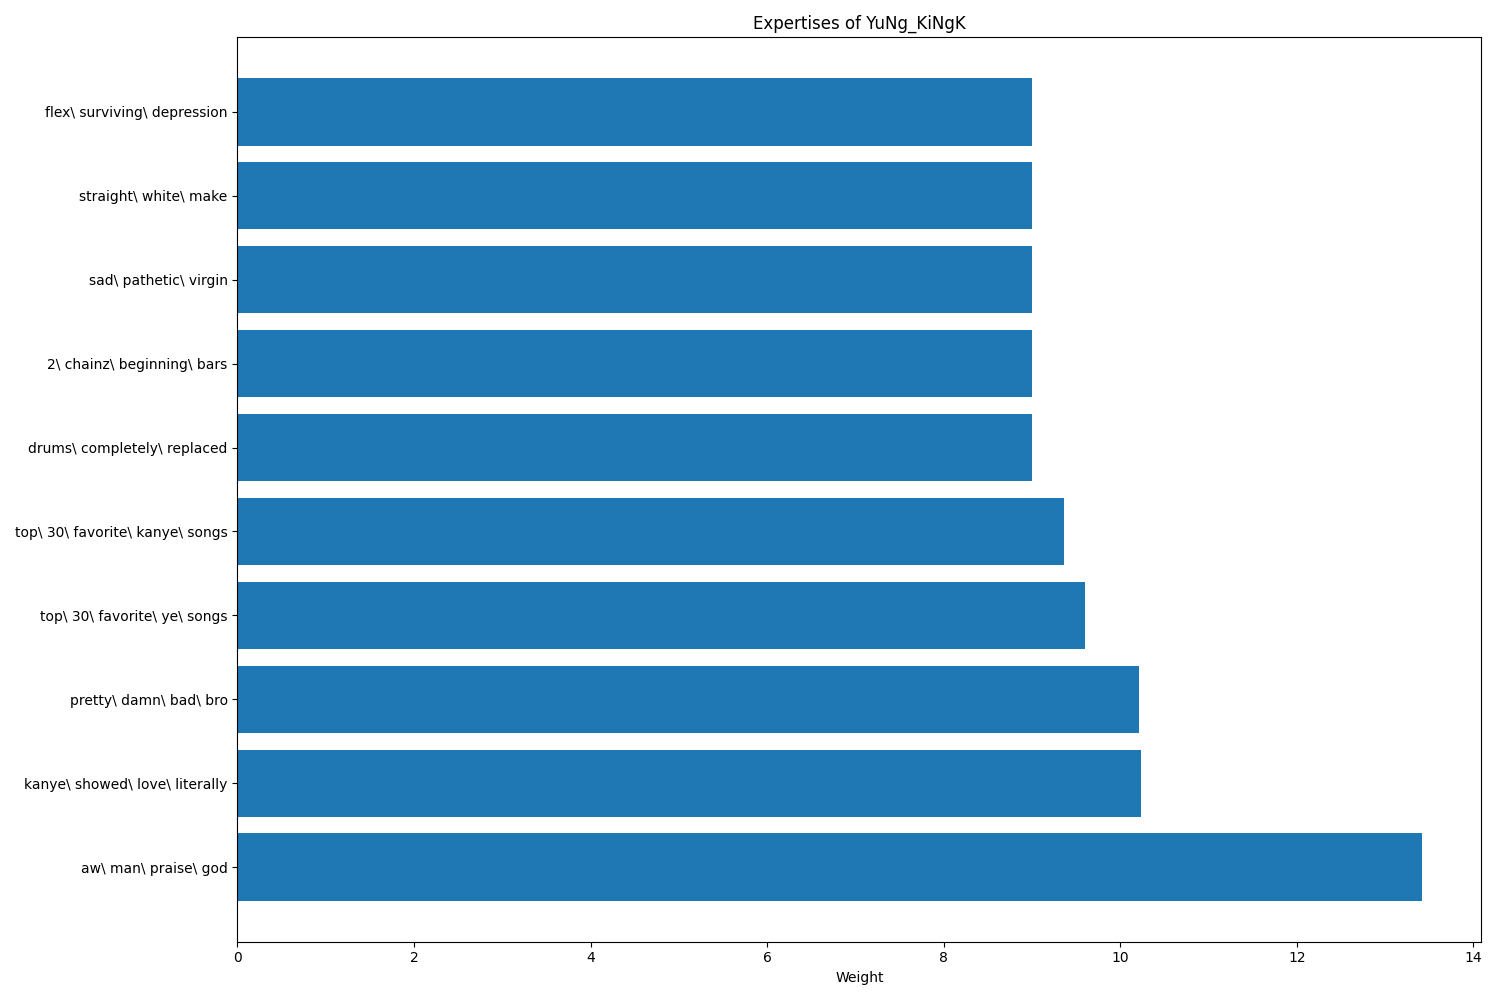 Expertises of YuNg_KiNgK
flex\ surviving\ depression
straight\ white\ make
sad\ pathetic\ virgin
2\ chainz\ beginning\ bars
drums\ completely\ replaced
top\ 30\ favorite\ kanye\ songs
top\ 30\ favorite\ ye\ songs
pretty\ damn\ bad\ bro
kanye\ showed\ love\ literally
aw\ man\ praise\ god
0 2 4 6 8 10 12 14
Weight